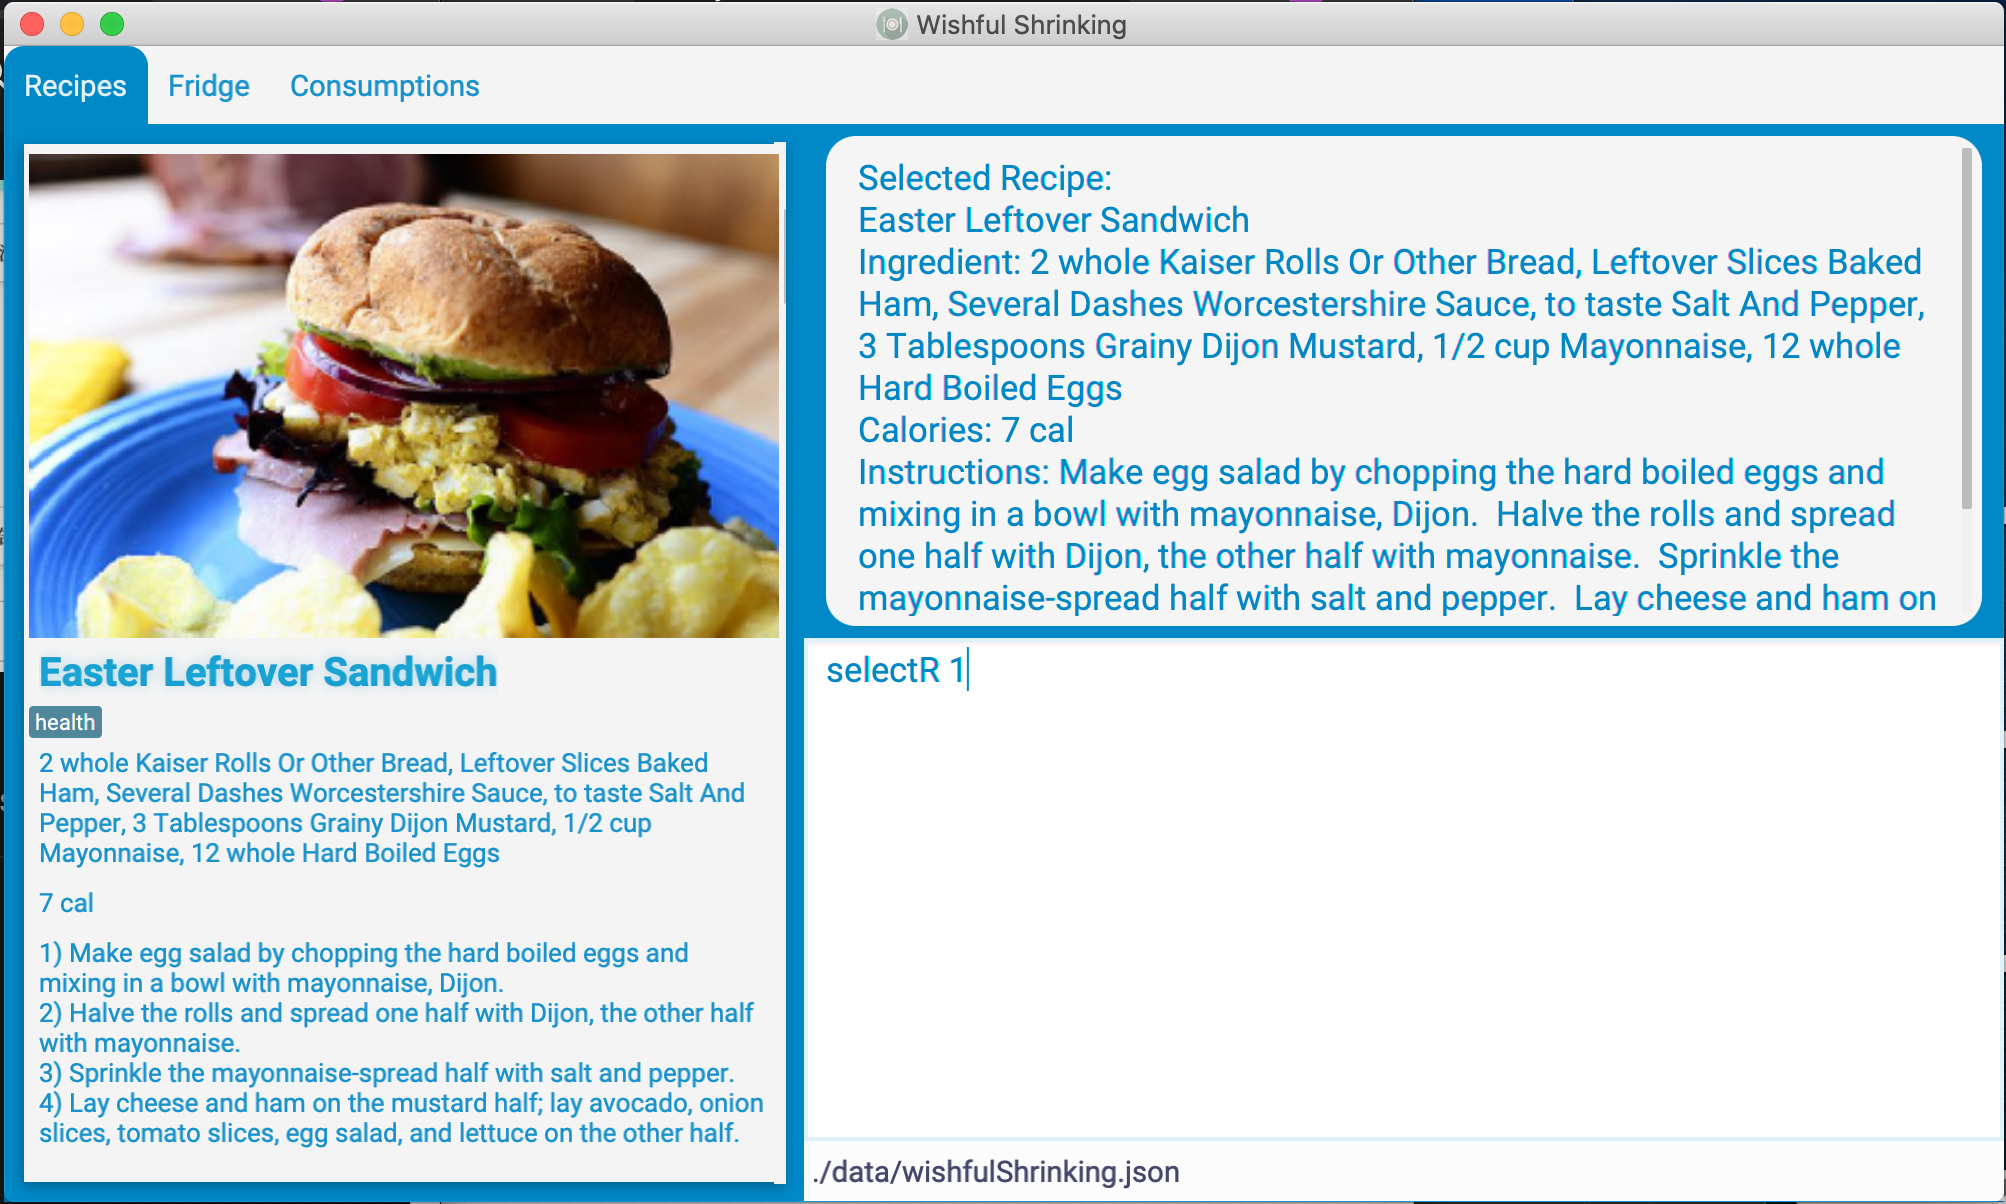 Wishful Shrinking
Recipes
Fridge
Consumptions
Easter Leftover Sandwich
health
2 whole Kaiser Rolls Or Other Bread, Leftover Slices Baked
Ham, Several Dashes Worcestershire Sauce, to taste Salt And
Pepper, 3 Tablespoons Grainy Dijon Mustard, 1/2 cup
Mayonnaise, 12 whole Hard Boiled Eggs
7 cal
1) Make egg salad by chopping the hard boiled eggs and
mixing in a bowl with mayonnaise, Dijon.
2) Halve the rolls and spread one half with Dijon, the other half
with mayonnaise.
3) Sprinkle the mayonnaise-spread half with salt and pepper.
4) Lay cheese and ham on the mustard half; lay avocado, onion
slices, tomato slices, egg salad, and lettuce on the other half.
Selected Recipe:
Easter Leftover Sandwich
Ingredient: 2 whole Kaiser Rolls Or Other Bread, Leftover Slices Baked
Ham, Several Dashes Worcestershire Sauce, to taste Salt And Pepper,
3 Tablespoons Grainy Dijon Mustard, 1/2 cup Mayonnaise, 12 whole
Hard Boiled Eggs
Calories: 7 cal
Instructions: Make egg salad by chopping the hard boiled eggs and
mixing in a bowl with mayonnaise, Dijon.  Halve the rolls and spread
one half with Dijon, the other half with mayonnaise.  Sprinkle the
mayonnaise-spread half with salt and pepper.  Lay cheese and ham on
selectR 1
./data/wishfulShrinking.json